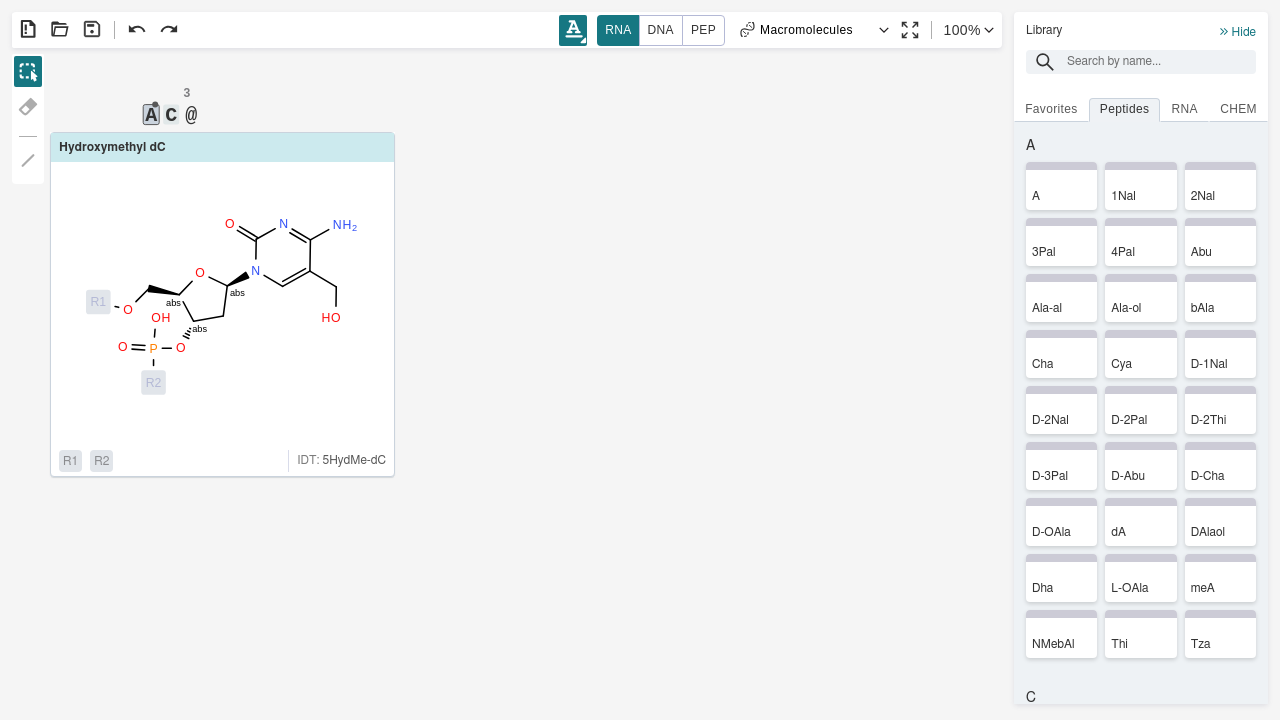 A RNA DNA PEP Macromolecules 100%
Library
Hide
Search by name...
Favorites Peptides RNA CHEM
3
A C @
Hydroxymethyl dC
O N NH2
O N
abs
R1 O abs
OH HO
abs
O P O
R2
R1 R2 IDT: 5HydMe-dC
A
A 1Nal 2Nal
3Pal 4Pal Abu
Ala-al Ala-ol bAla
Cha Cya D-1Nal
D-2Nal D-2Pal D-2Thi
D-3Pal D-Abu D-Cha
D-OAla dA DAlaol
Dha L-OAla meA
NMebAl Thi Tza
C